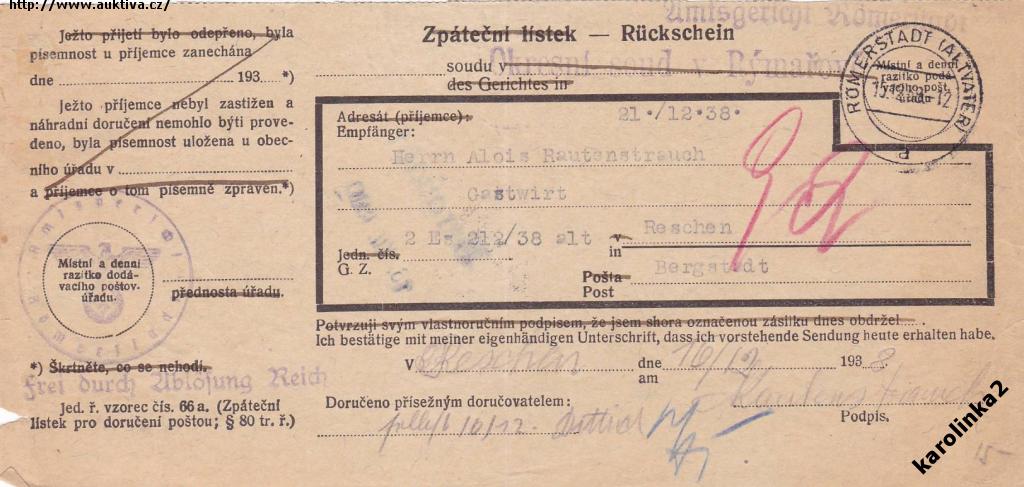 http://www.auktiva.cz/
Ježto přijetí bylo odepřeno, byla
písemnost u příjemce zanechána
dne 193 *)
Ježto příjemce nebyl zastižen a
náhradní doručení nemohlo býti prove-
deno, byla písemnost uložena u obec-
ního úřadu v
a příjemce o tom písemně zpraven.*)
Místní a denní
razítko dodá-
vacího poštov.
úřadu.
přednosta úřadu.
*) Škrtněte, co se nehodí.
Frei durch Ablösung Reich
Jed. ř. vzorec čís. 66 a. (Zpáteční
lístek pro doručení poštou; § 80 tr. ř.)
Amtsgericht Römerstadt
Zpáteční lístek — Rückschein
soudu v
Okresní soud v Rýmařově
des Gerichtes in
RÖMERSTADT (ALTVATER)
Místní a denní
razítko podá-
vacího pošt.
úřadu
Adresát (příjemce):
21./12.38.
Empfänger:
Herrn Alois Rautenstrauch
Gastwirt
2 E 212/38 alt
v
Reschen
Jedn. čís.
in
G. Z.
Bergstadt
Pošta
Post
Potvrzuji svým vlastnoručním podpisem, že jsem shora označenou zásilku dnes obdržel
Ich bestätige mit meiner eigenhändigen Unterschrift, dass ich vorstehende Sendung heute erhalten habe.
V Reschen dne 16/12 193 8
am
Doručeno přísežným doručovatelem:
Podpis.
16/12
15-
karolinka2